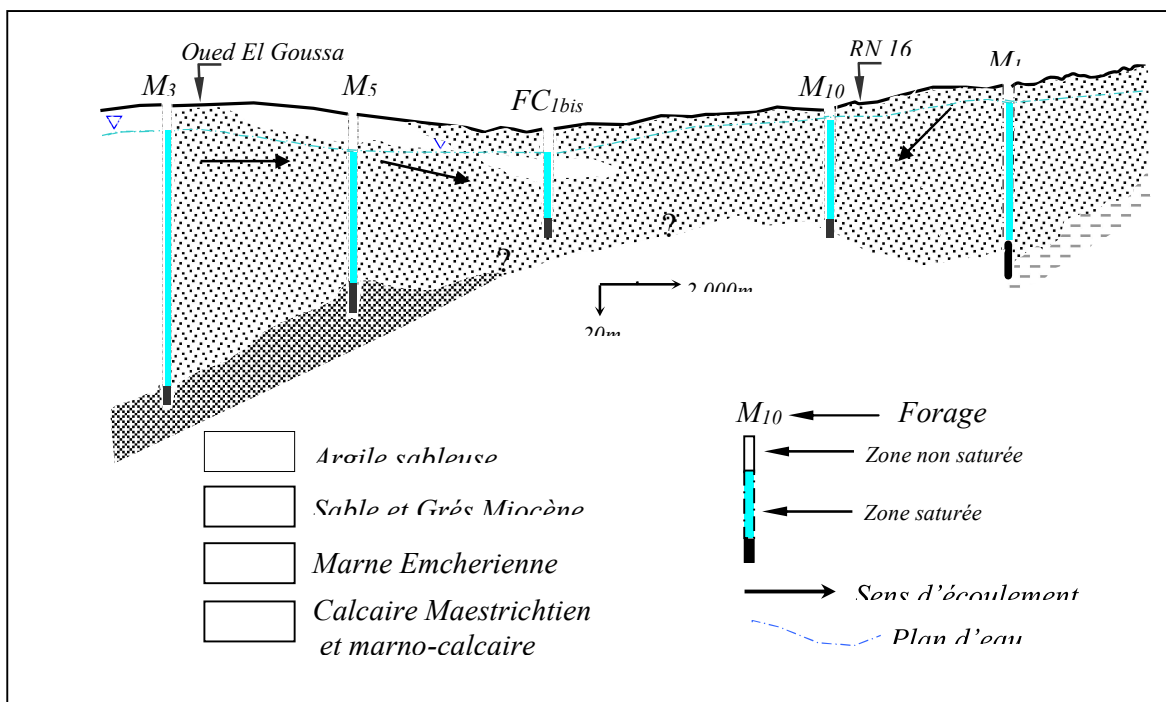 Oued El Goussa
RN 16
M3
M5
FC1bis
M10
M1
?
?
2 000m
20m
M10
Forage
Argile sableuse
Zone non saturée
Sable et Grés Miocène
Zone saturée
Marne Emcherienne
Sens d'écoulement
Calcaire Maestrichtien
et marno-calcaire
Plan d'eau